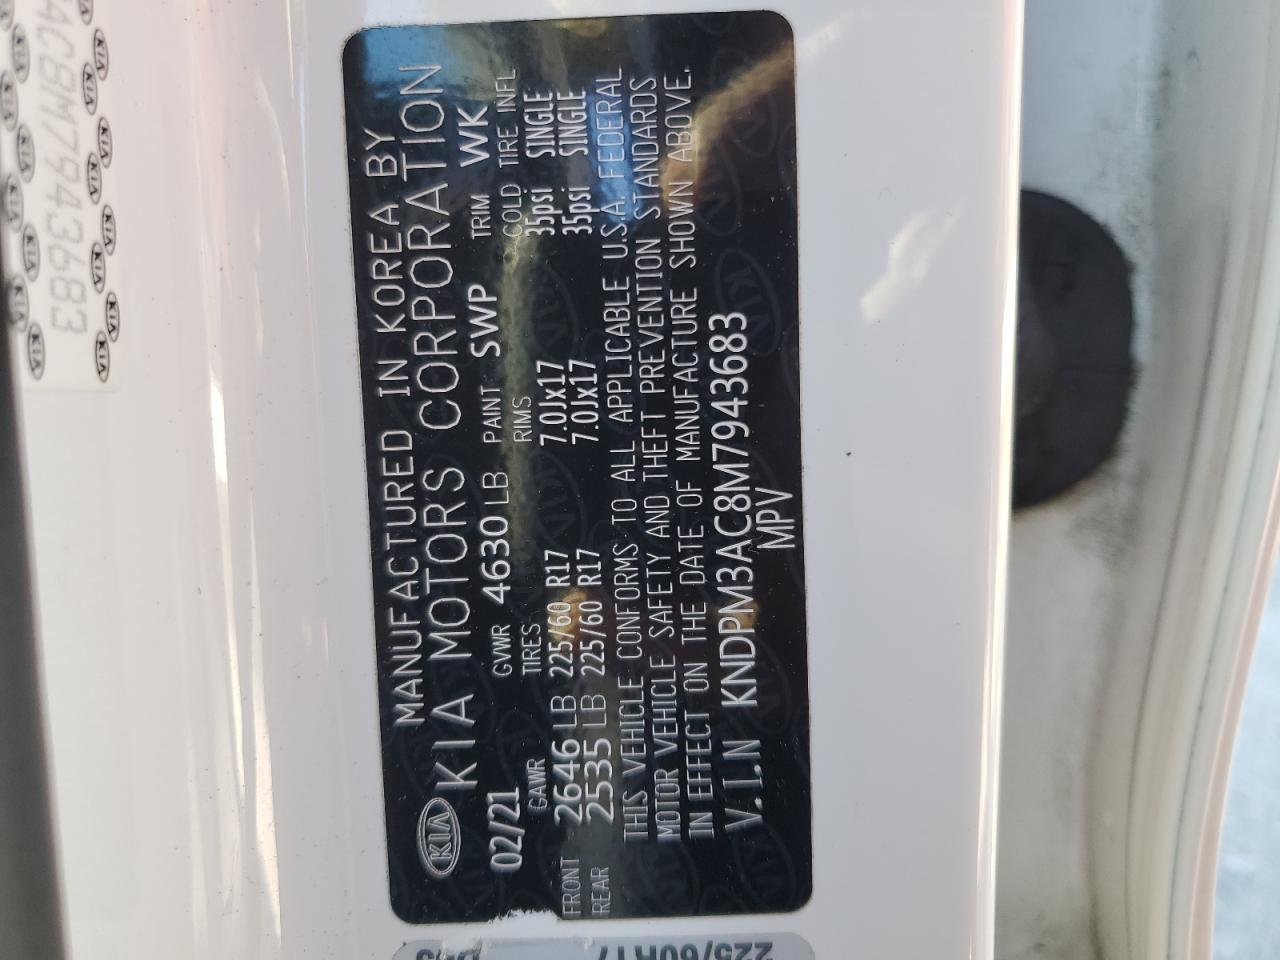 MANUFACTURED IN KOREA BY
KIA KIA MOTORS CORPORATION
02/21 GVWR 4630 LB PAINT SWP TRIM WK
GAWR TIRES RIMS COLD TIRE INFL
FRONT 2646 LB 225/60 R17 7.0Jx17 35psi SINGLE
REAR 2535 LB 225/60 R17 7.0Jx17 35psi SINGLE
THIS VEHICLE CONFORMS TO ALL APPLICABLE U.S.A. FEDERAL
MOTOR VEHICLE SAFETY AND THEFT PREVENTION STANDARDS
IN EFFECT ON THE DATE OF MANUFACTURE SHOWN ABOVE.
V.I.N KNDPM3AC8M7943683
MPV
225/60R17